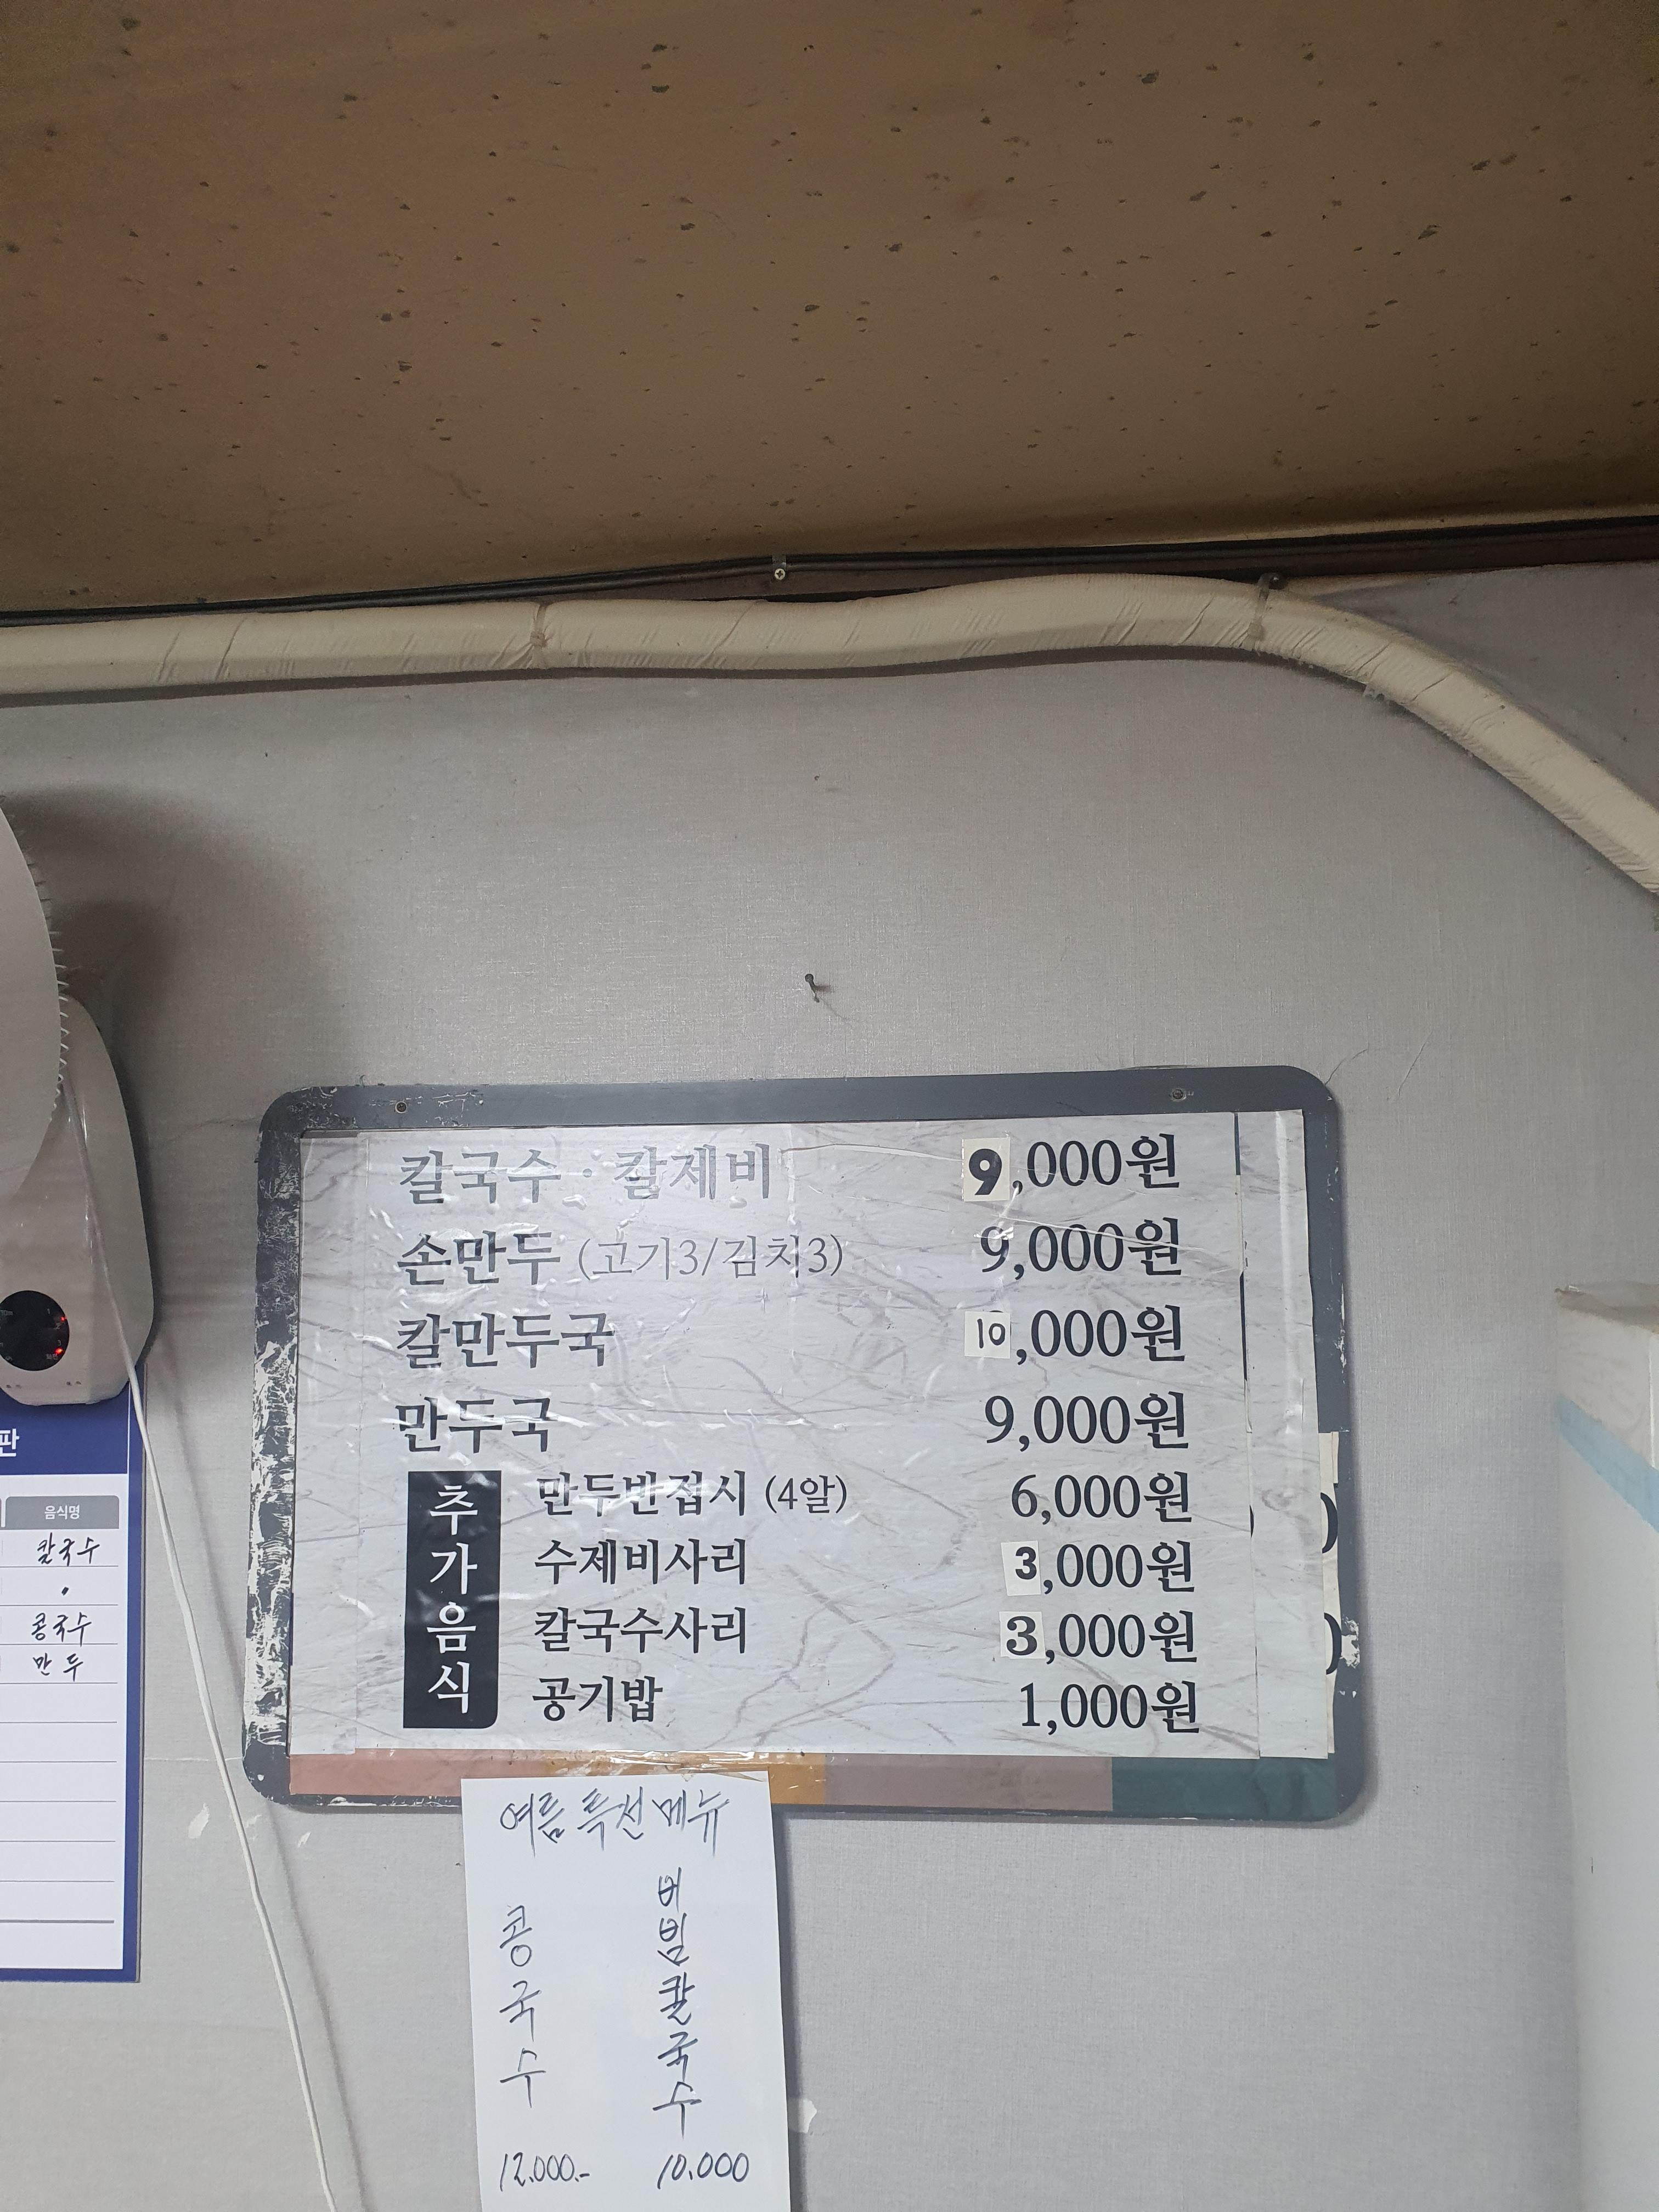 칼국수 · 칼제비 9,000원
손만두 (고기3/김치3) 9,000원
칼만두국 10,000원
만두국 9,000원
추가음식
만두반접시 (4알) 6,000원
수제비사리 3,000원
칼국수사리 3,000원
공기밥 1,000원
여름특선메뉴
콩국수 12.000.-
비빔칼국수 10.000
판
음식명
칼국수
콩국수
만두